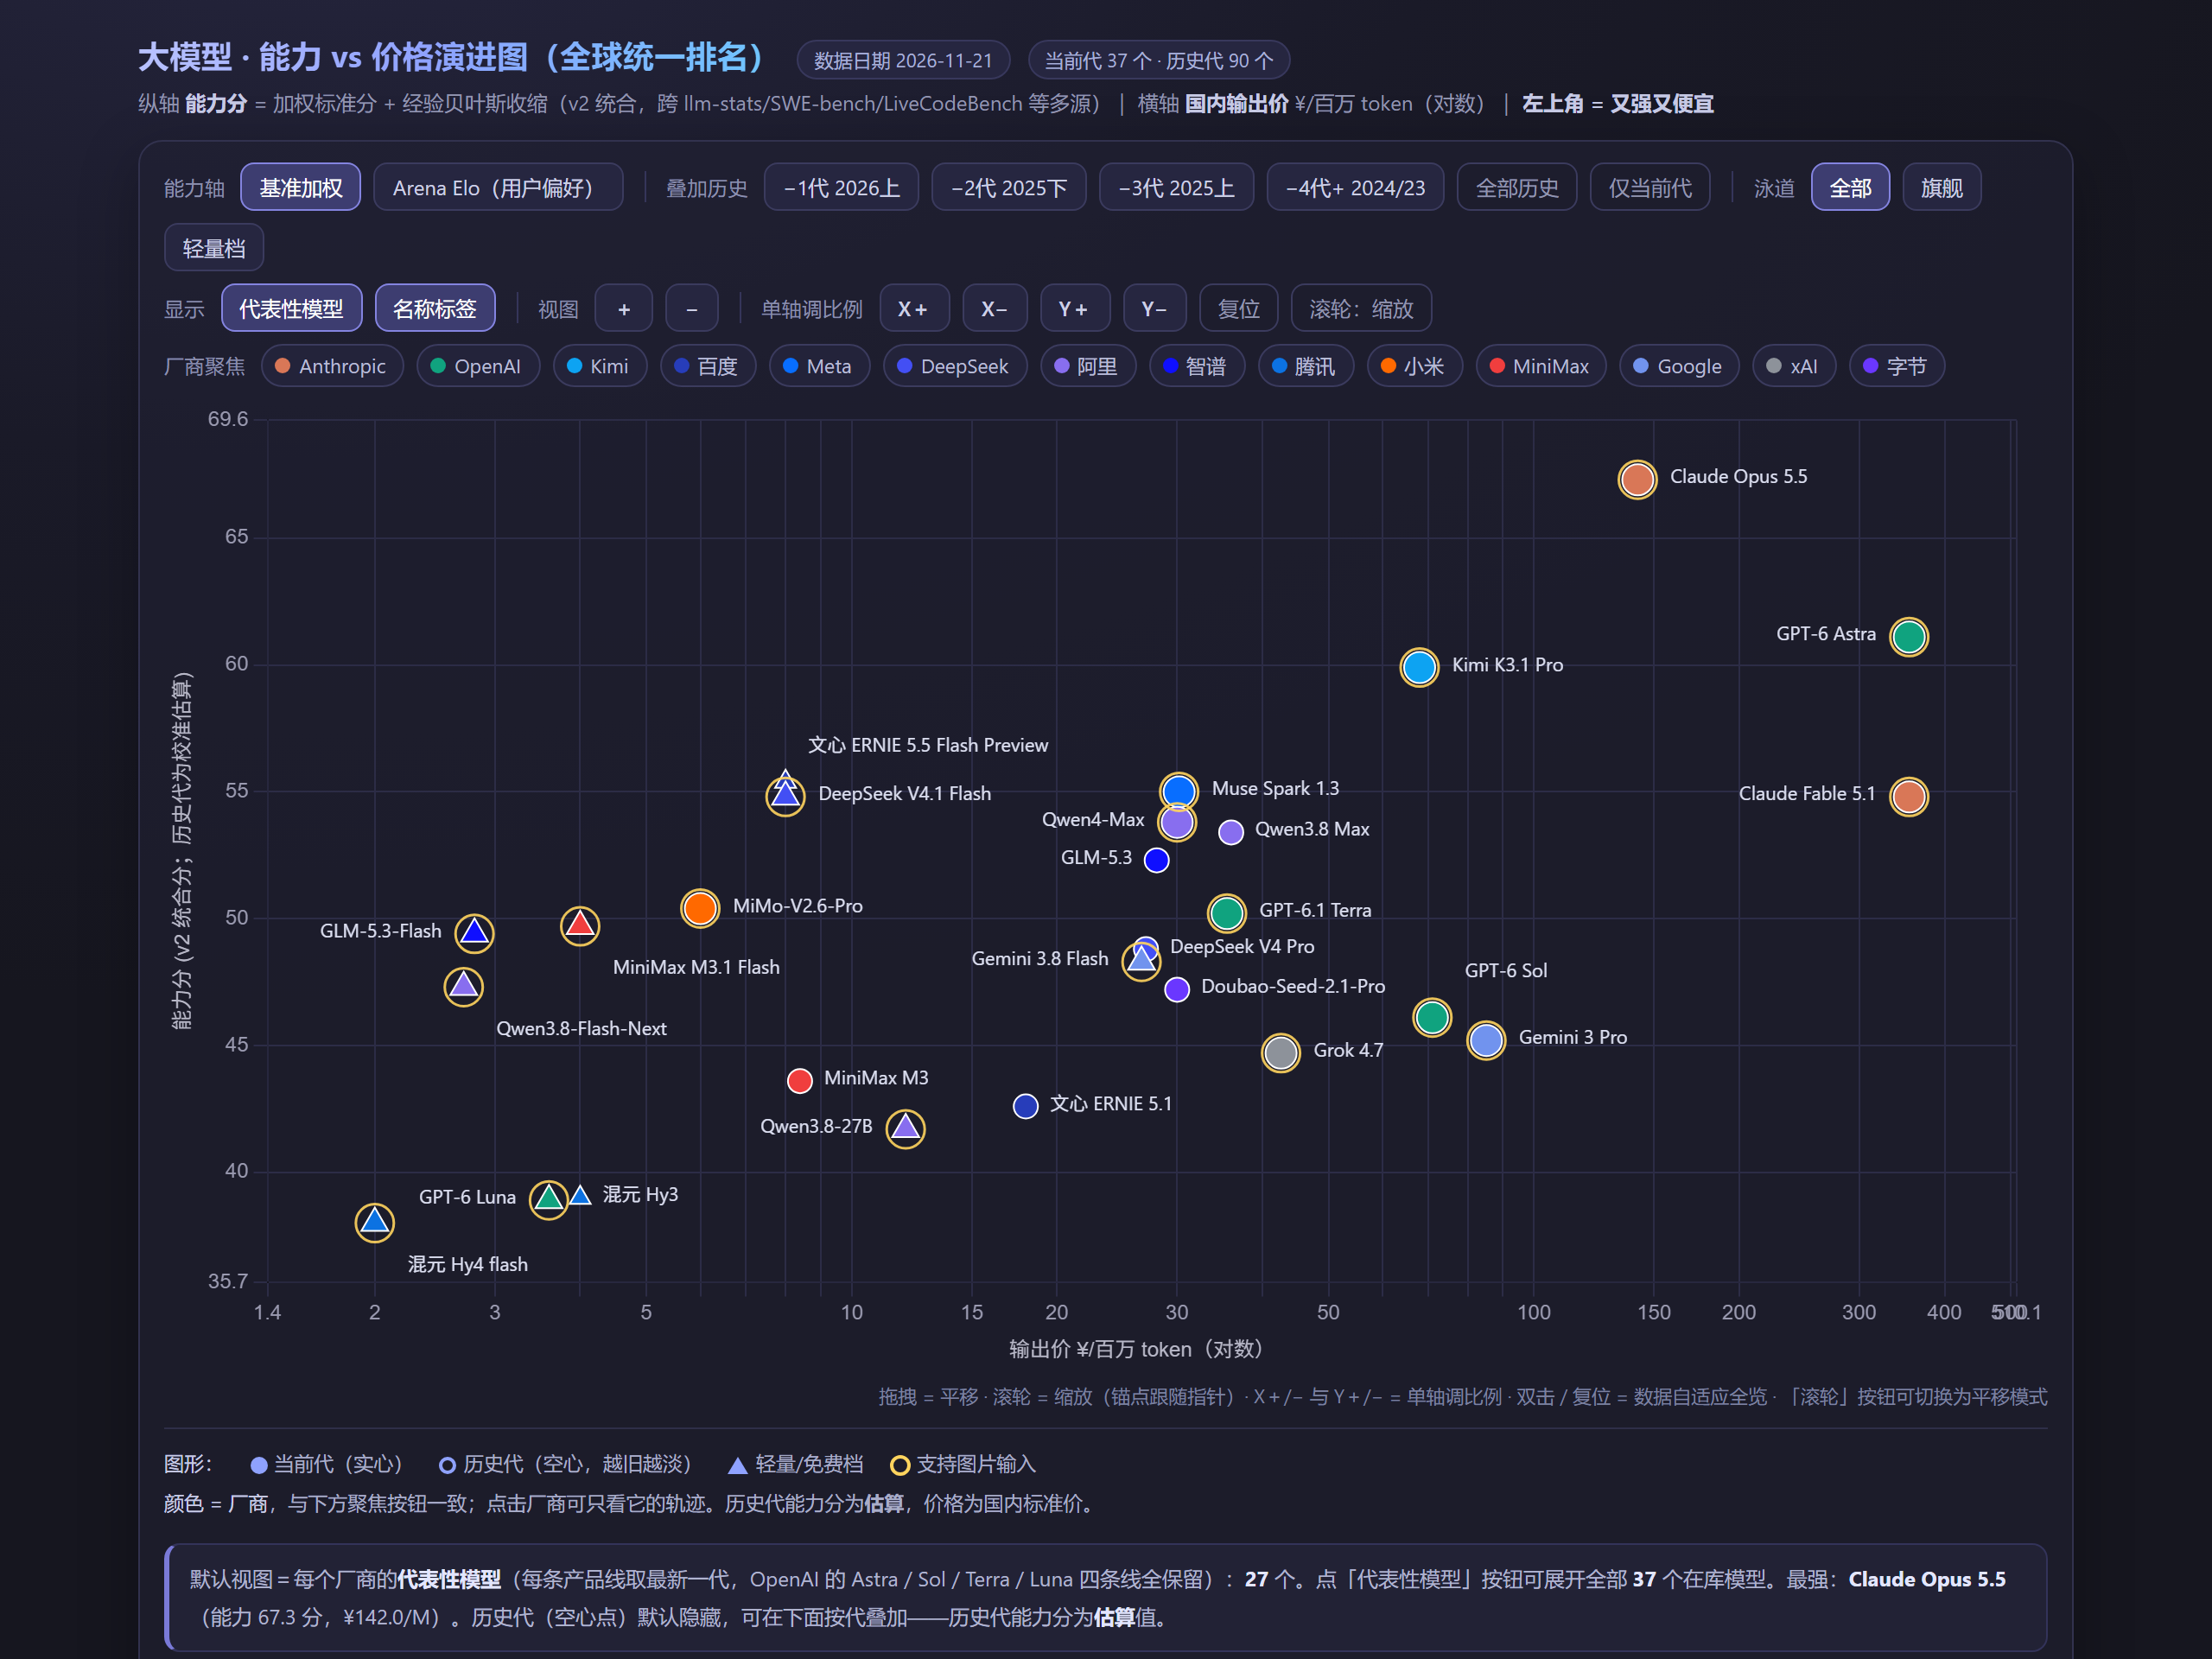 大模型 · 能力 vs 价格演进图（全球统一排名） 数据日期 2026-11-21 当前代 37 个 · 历史代 90 个
纵轴 能力分 = 加权标准分 + 经验贝叶斯收缩（v2 统合，跨 llm-stats/SWE-bench/LiveCodeBench 等多源） | 横轴 国内输出价 ¥/百万 token（对数） | 左上角 = 又强又便宜
能力轴 基准加权 Arena Elo（用户偏好） 叠加历史 −1代 2026上 −2代 2025下 −3代 2025上 −4代+ 2024/23 全部历史 仅当前代 泳道 全部 旗舰
轻量档
显示 代表性模型 名称标签 视图 + − 单轴调比例 X+ X− Y+ Y− 复位 滚轮：缩放
厂商聚焦 Anthropic OpenAI Kimi 百度 Meta DeepSeek 阿里 智谱 腾讯 小米 MiniMax Google xAI 字节
69.6
Claude Opus 5.5
65
GPT-6 Astra
60
Kimi K3.1 Pro
文心 ERNIE 5.5 Flash Preview
55
Muse Spark 1.3
DeepSeek V4.1 Flash
Claude Fable 5.1
Qwen4-Max
Qwen3.8 Max
GLM-5.3
MiMo-V2.6-Pro
GPT-6.1 Terra
50
GLM-5.3-Flash
DeepSeek V4 Pro
Gemini 3.8 Flash
MiniMax M3.1 Flash
GPT-6 Sol
Doubao-Seed-2.1-Pro
Qwen3.8-Flash-Next
Gemini 3 Pro
45
Grok 4.7
MiniMax M3
文心 ERNIE 5.1
Qwen3.8-27B
40
混元 Hy3
GPT-6 Luna
混元 Hy4 flash
35.7
能力分 (v2 统合分；历史代为校准估算)
1.4 2 3 5 10 15 20 30 50 100 150 200 300 400 500 510.1
输出价 ¥/百万 token（对数）
拖拽 = 平移 · 滚轮 = 缩放（锚点跟随指针）· X+/− 与 Y+/− = 单轴调比例 · 双击 / 复位 = 数据自适应全览 · 「滚轮」按钮可切换为平移模式
图形： 当前代（实心） 历史代（空心，越旧越淡） 轻量/免费档 支持图片输入
颜色 = 厂商，与下方聚焦按钮一致；点击厂商可只看它的轨迹。历史代能力分为估算，价格为国内标准价。
默认视图＝每个厂商的代表性模型（每条产品线取最新一代，OpenAI 的 Astra / Sol / Terra / Luna 四条线全保留）：27 个。点「代表性模型」按钮可展开全部 37 个在库模型。最强：Claude Opus 5.5
（能力 67.3 分，¥142.0/M）。历史代（空心点）默认隐藏，可在下面按代叠加——历史代能力分为估算值。